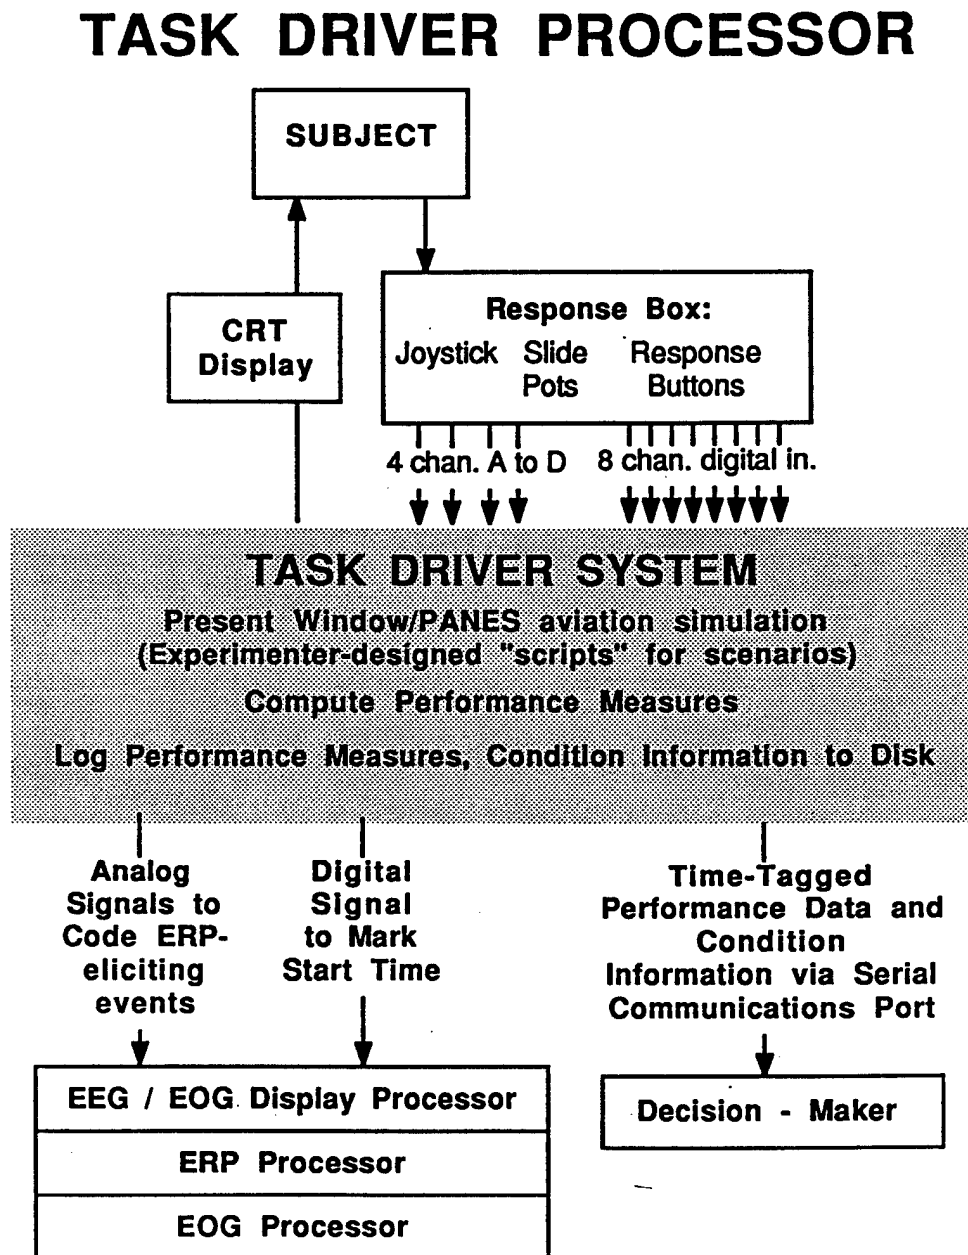 TASK DRIVER PROCESSOR
SUBJECT
CRT
Display
Response Box:
Joystick Slide Response
Pots Buttons
4 chan. A to D 8 chan. digital in.
TASK DRIVER SYSTEM
Present Window/PANES aviation simulation
(Experimenter-designed "scripts" for scenarios)
Compute Performance Measures
Log Performance Measures, Condition Information to Disk
Analog
Signals to
Code ERP-
eliciting
events
Digital
Signal
to Mark
Start Time
Time-Tagged
Performance Data and
Condition
Information via Serial
Communications Port
EEG / EOG Display Processor
ERP Processor
EOG Processor
Decision - Maker